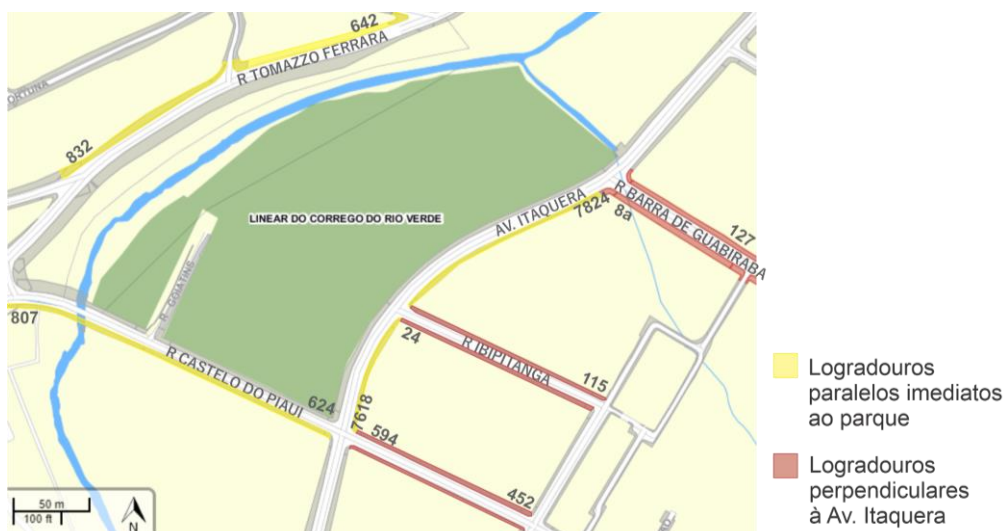 642
R TOMAZZO FERRARA
832
LINEAR DO CORREGO DO RIO VERDE
AV. ITAQUERA
7824
8a
R BARRA DE GUABIRABA
127
R GOIATINS
807
R CASTELO DO PIAUI
624
7618
24
R IBIPITANGA
115
594
452
50 m
100 ft
N
Logradouros
paralelos imediatos
ao parque
Logradouros
perpendiculares
à Av. Itaquera